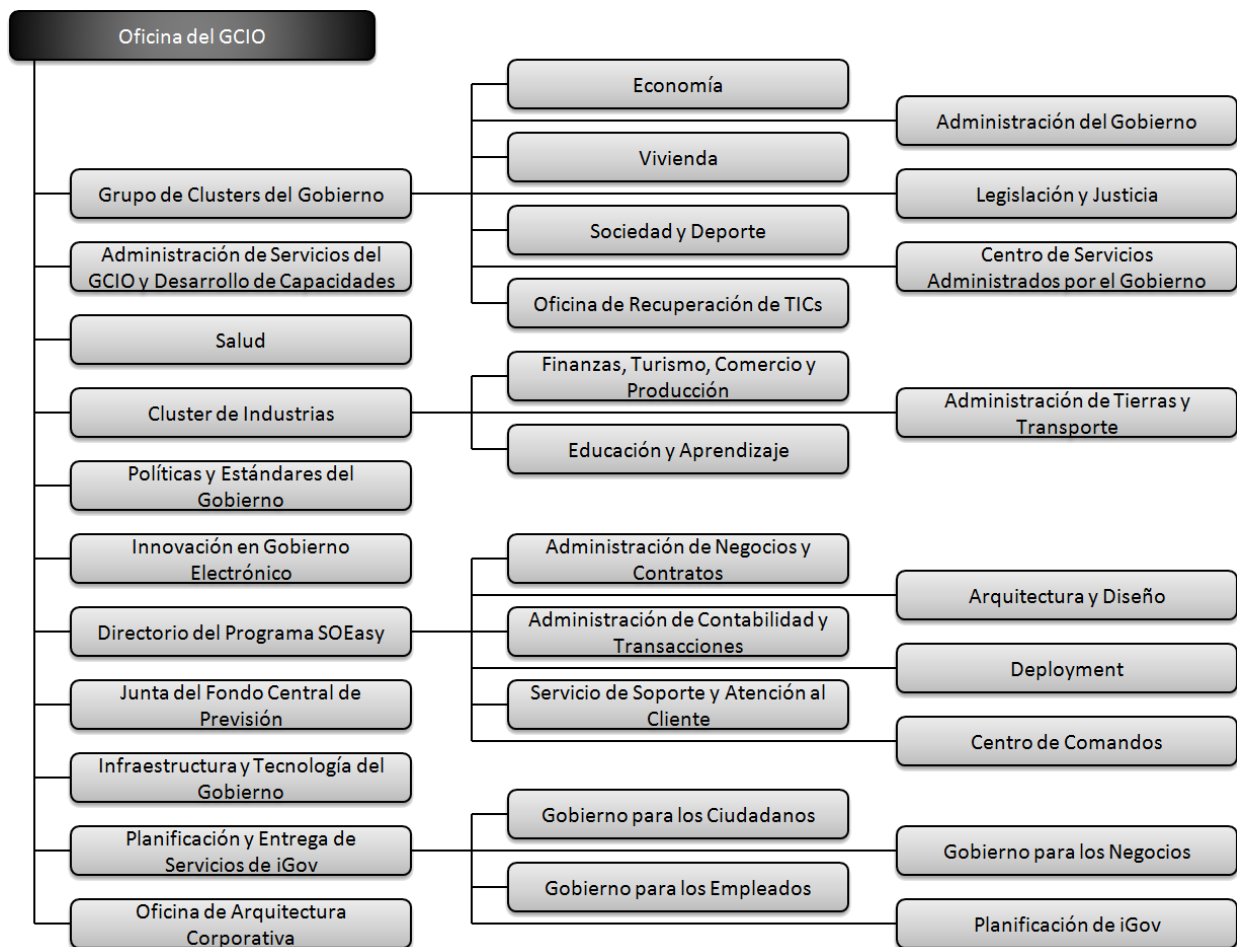 Oficina del GCIO
Grupo de Clusters del Gobierno
Economía
Administración del Gobierno
Vivienda
Legislación y Justicia
Sociedad y Deporte
Centro de Servicios
Administrados por el Gobierno
Oficina de Recuperación de TICs
Administración de Servicios del
GCIO y Desarrollo de Capacidades
Salud
Cluster de Industrias
Finanzas, Turismo, Comercio y
Producción
Administración de Tierras y
Transporte
Educación y Aprendizaje
Políticas y Estándares del
Gobierno
Innovación en Gobierno
Electrónico
Directorio del Programa SOEasy
Administración de Negocios y
Contratos
Arquitectura y Diseño
Administración de Contabilidad y
Transacciones
Deployment
Servicio de Soporte y Atención al
Cliente
Centro de Comandos
Junta del Fondo Central de
Previsión
Infraestructura y Tecnología del
Gobierno
Planificación y Entrega de
Servicios de iGov
Gobierno para los Ciudadanos
Gobierno para los Negocios
Gobierno para los Empleados
Planificación de iGov
Oficina de Arquitectura
Corporativa